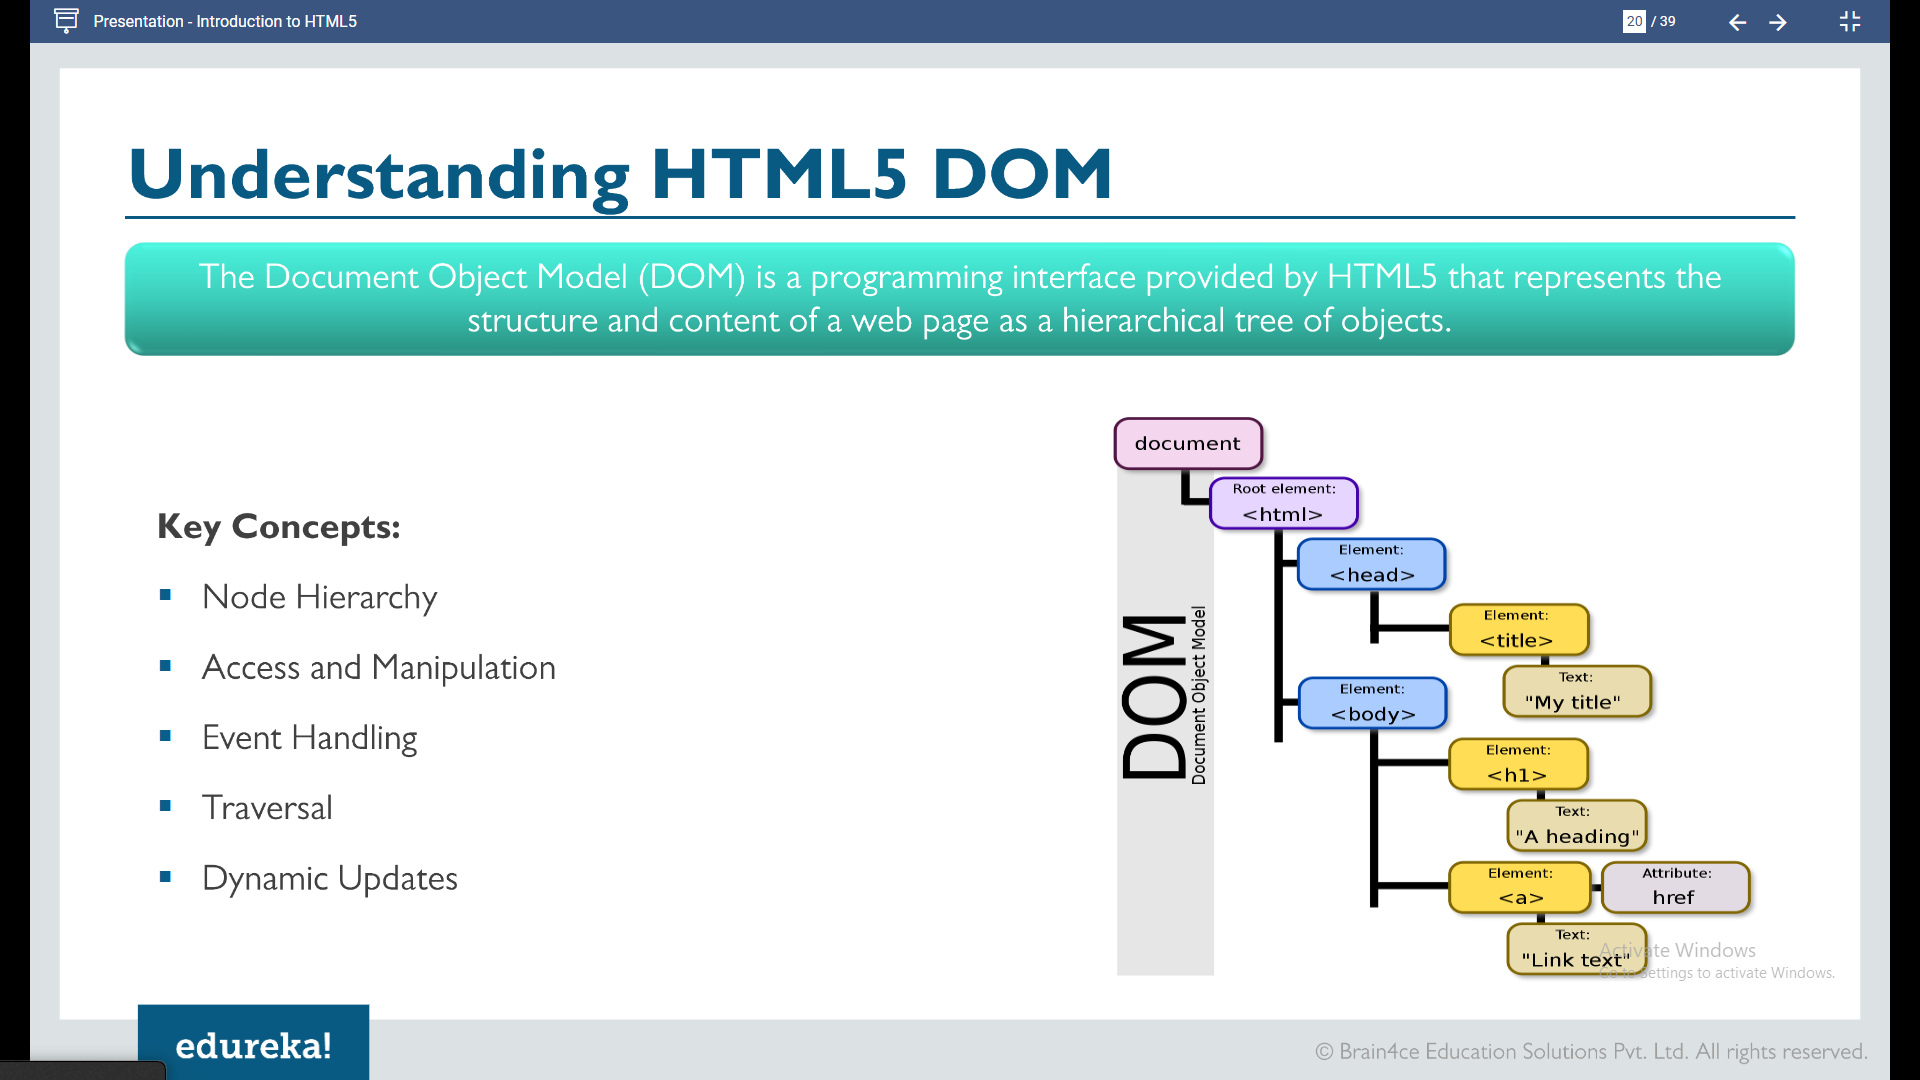 Presentation - Introduction to HTML5
20 / 39
Understanding HTML5 DOM
The Document Object Model (DOM) is a programming interface provided by HTML5 that represents the
structure and content of a web page as a hierarchical tree of objects.
Key Concepts:
Node Hierarchy
Access and Manipulation
Event Handling
Traversal
Dynamic Updates
DOM
Document Object Model
document
Root element:
<html>
Element:
<head>
Element:
<title>
Text:
"My title"
Element:
<body>
Element:
<h1>
Text:
"A heading"
Element:
<a>
Attribute:
href
Text:
"Link text"
Activate Windows
Go to Settings to activate Windows.
edureka!
© Brain4ce Education Solutions Pvt. Ltd. All rights reserved.